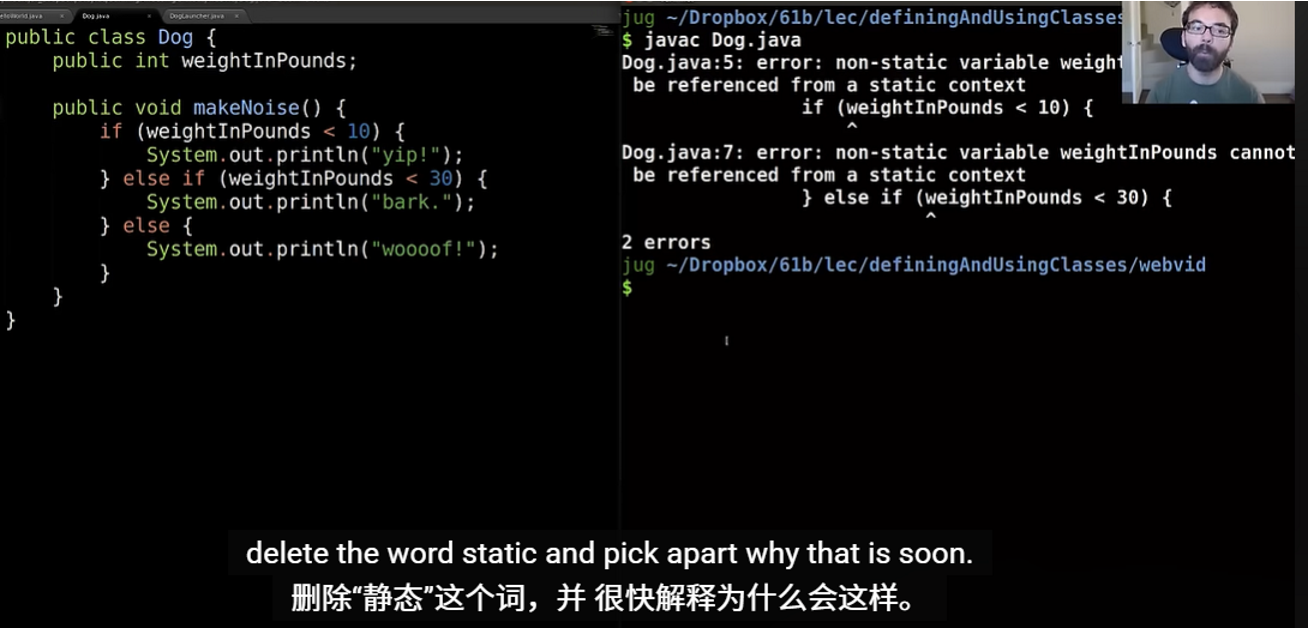 HelloWorld.java
Dog.java
DogLauncher.java
public class Dog {
public int weightInPounds;
public void makeNoise() {
if (weightInPounds < 10) {
System.out.println("yip!");
} else if (weightInPounds < 30) {
System.out.println("bark.");
} else {
System.out.println("woooof!");
}
}
}
jug ~/Dropbox/61b/lec/definingAndUsingClasses
$ javac Dog.java
Dog.java:5: error: non-static variable weight
be referenced from a static context
if (weightInPounds < 10) {
^
Dog.java:7: error: non-static variable weightInPounds cannot
be referenced from a static context
} else if (weightInPounds < 30) {
^
2 errors
jug ~/Dropbox/61b/lec/definingAndUsingClasses/webvid
$
delete the word static and pick apart why that is soon.
删除“静态”这个词，并 很快解释为什么会这样。